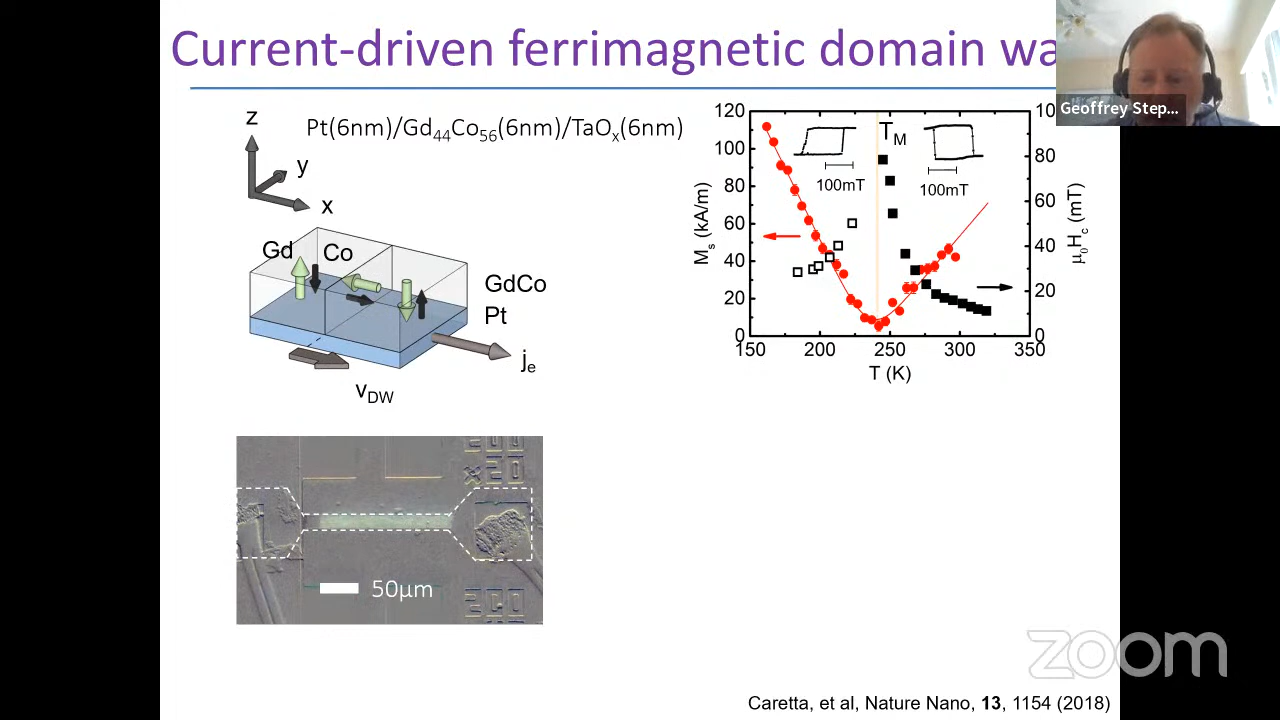 Current-driven ferrimagnetic domain wa
Geoffrey Step...
z
y
x
Pt(6nm)/Gd44Co56(6nm)/TaOx(6nm)
Gd
Co
GdCo
Pt
je
vDW
120
100
80
60
40
20
0
Ms (kA/m)
TM
100mT
100mT
10
80
60
40
20
0
μ0Hc (mT)
150
200
250
300
350
T (K)
x20
50μm
zoom
Caretta, et al, Nature Nano, 13, 1154 (2018)